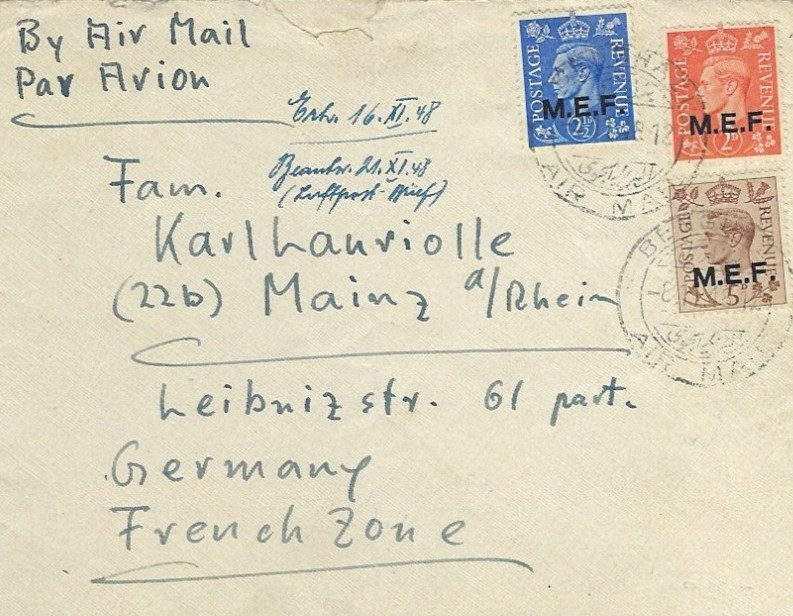 By Air Mail
Par Avion
Erh. 16.XI.48
Beantw. 21.XI.48
(Luftpost-Brief)
Fam.
Karl Lauriolle
(22b) Mainz a/Rhein
Leibnizstr. 61 part.
Germany
French Zone
POSTAGE REVENUE
M.E.F.
2½D
POSTAGE REVENUE
M.E.F.
2D
POSTAGE REVENUE
M.E.F.
5D
AIR MAIL
AIR MAIL